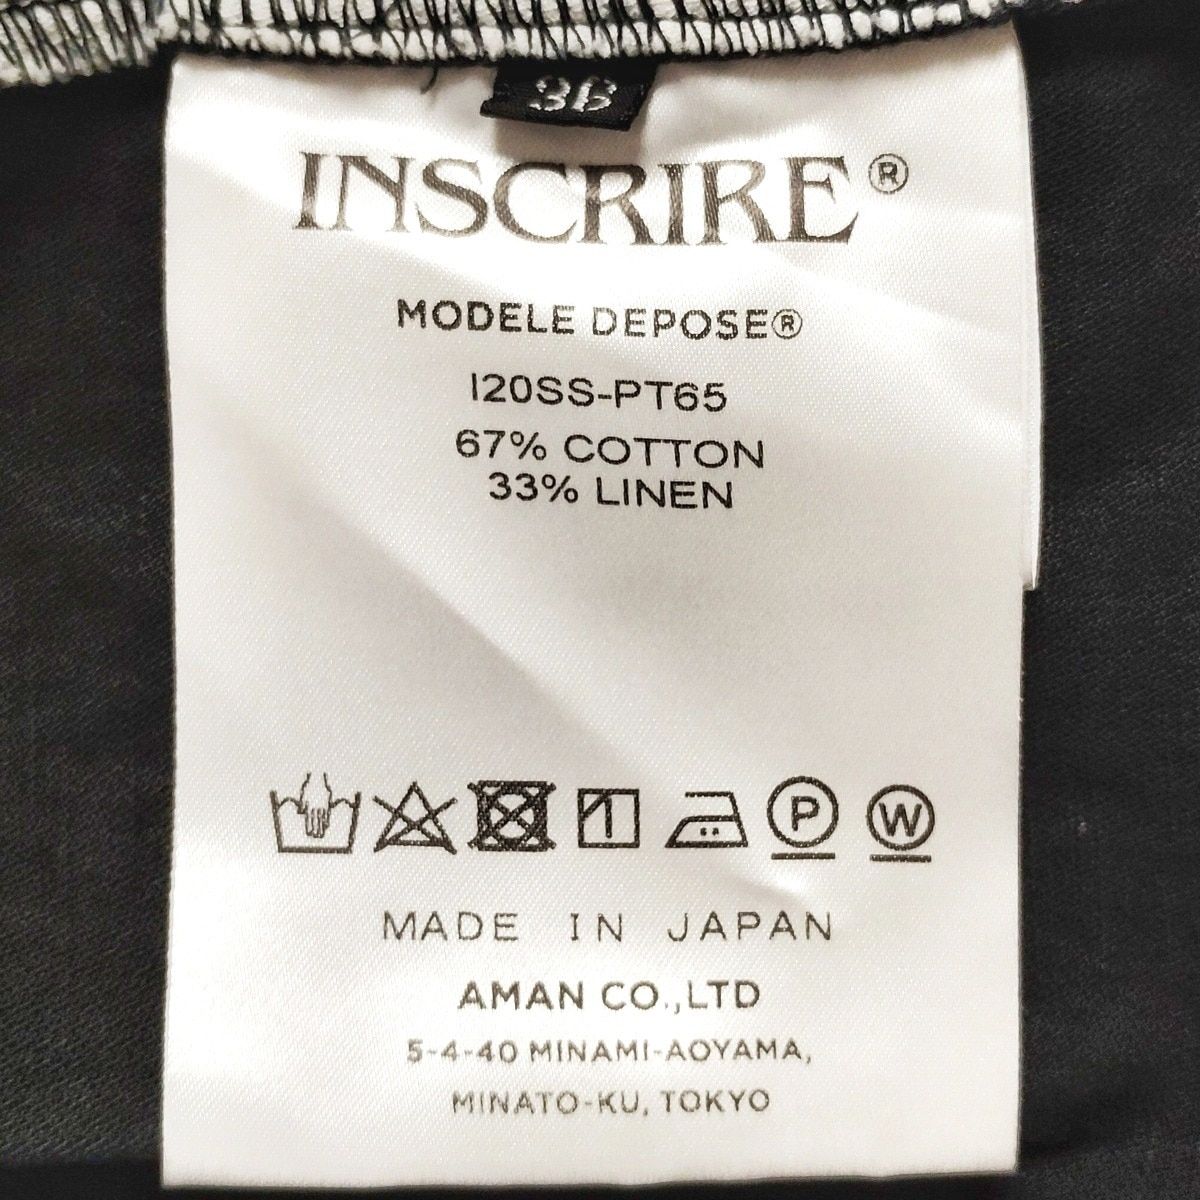 36
INSCRIRE®
MODELE DEPOSE®
I20SS-PT65
67% COTTON
33% LINEN
P W
MADE IN JAPAN
AMAN CO.,LTD
5-4-40 MINAMI-AOYAMA,
MINATO-KU, TOKYO